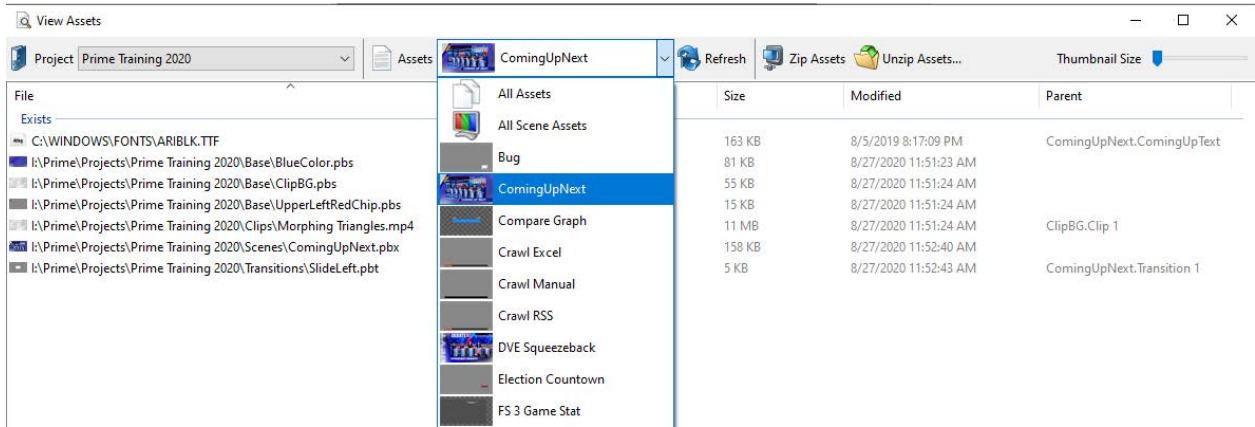 View Assets
Project Prime Training 2020 Assets ComingUpNext Refresh Zip Assets Unzip Assets... Thumbnail Size
File Size Modified Parent
Exists
C:\WINDOWS\FONTS\ARIBLK.TTF 163 KB 8/5/2019 8:17:09 PM ComingUpNext.ComingUpText
I:\Prime\Projects\Prime Training 2020\Base\BlueColor.pbs 81 KB 8/27/2020 11:51:23 AM
I:\Prime\Projects\Prime Training 2020\Base\ClipBG.pbs 55 KB 8/27/2020 11:51:24 AM
I:\Prime\Projects\Prime Training 2020\Base\UpperLeftRedChip.pbs 15 KB 8/27/2020 11:51:24 AM
I:\Prime\Projects\Prime Training 2020\Clips\Morphing Triangles.mp4 11 MB 8/27/2020 11:51:24 AM ClipBG.Clip 1
I:\Prime\Projects\Prime Training 2020\Scenes\ComingUpNext.pbx 158 KB 8/27/2020 11:52:40 AM
I:\Prime\Projects\Prime Training 2020\Transitions\SlideLeft.pbt 5 KB 8/27/2020 11:52:43 AM ComingUpNext.Transition 1
All Assets
All Scene Assets
Bug
ComingUpNext
Compare Graph
Crawl Excel
Crawl Manual
Crawl RSS
DVE Squeezeback
Election Countown
FS 3 Game Stat